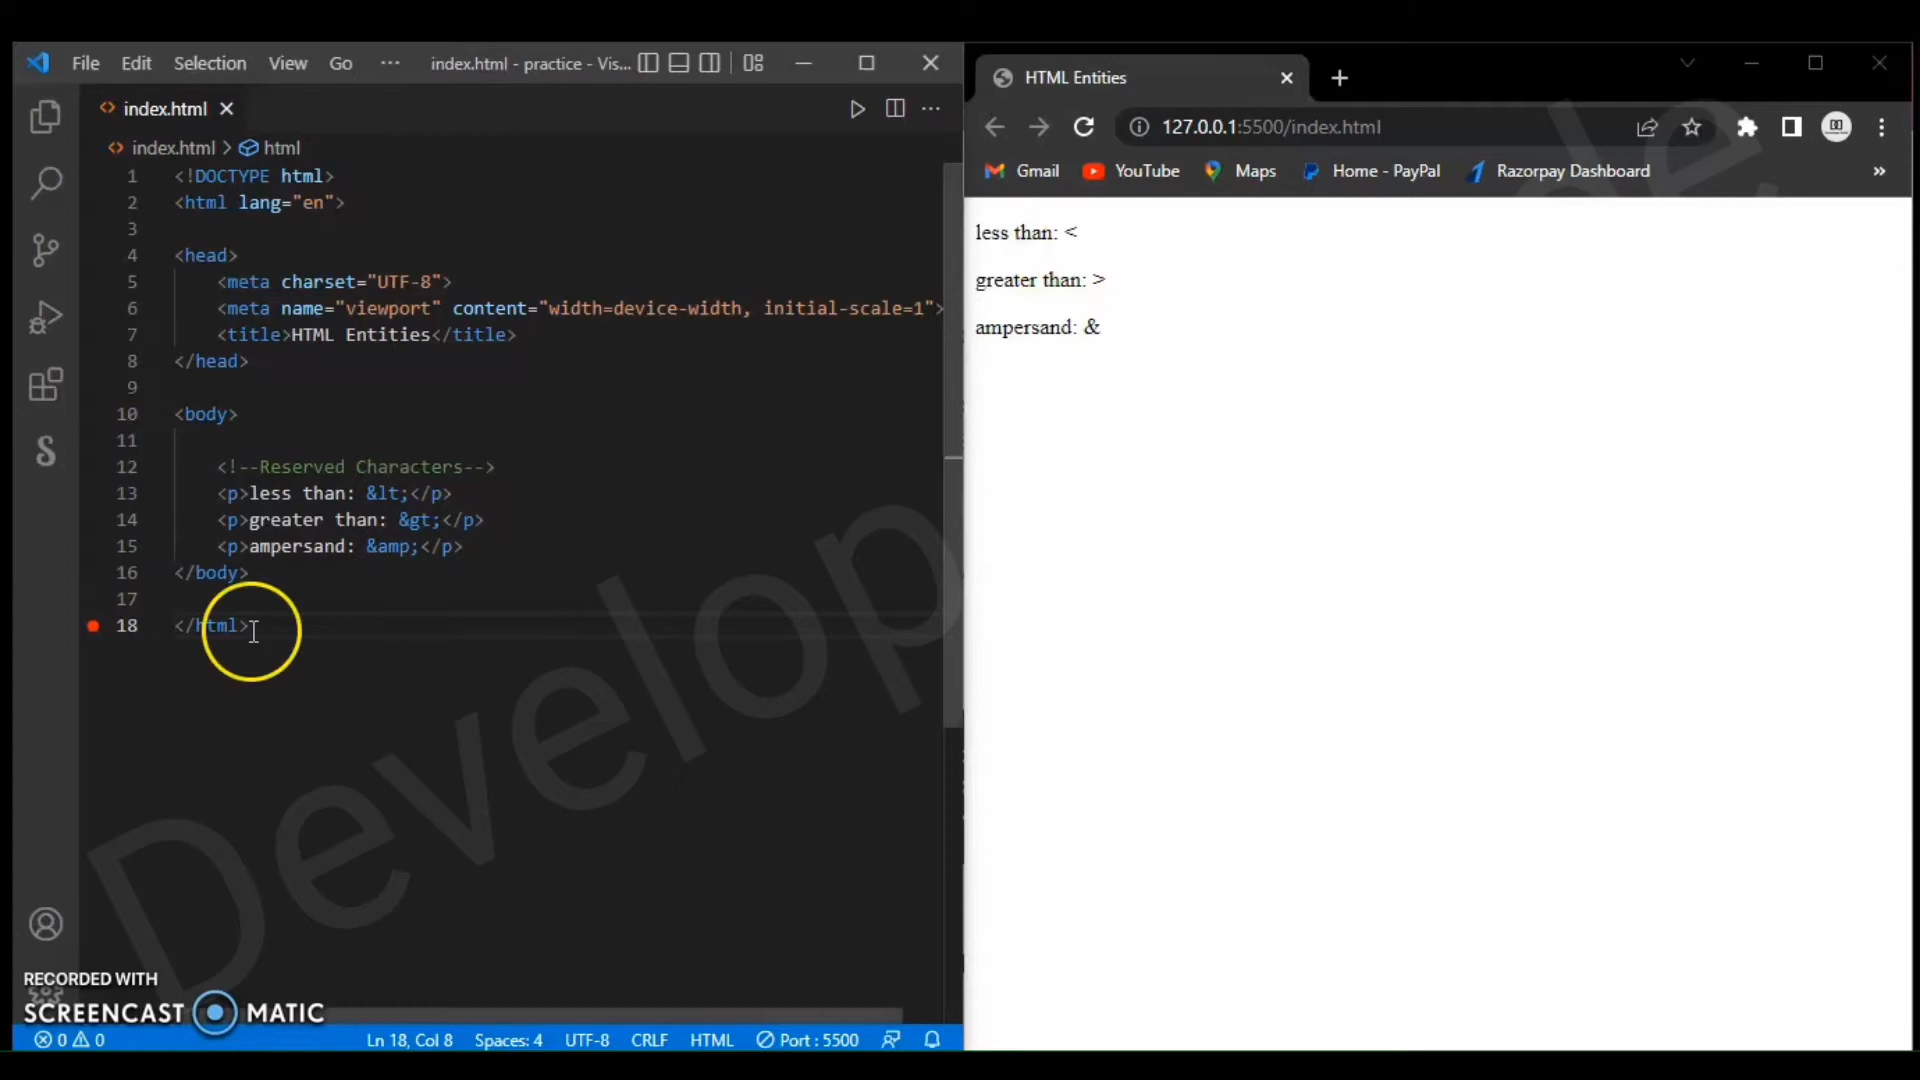 File Edit Selection View Go ··· index.html - practice - Vis...
index.html
index.html > html
1 <!DOCTYPE html>
2 <html lang="en">
3
4 <head>
5 <meta charset="UTF-8">
6 <meta name="viewport" content="width=device-width, initial-scale=1">
7 <title>HTML Entities</title>
8 </head>
9
10 <body>
11
12 <!--Reserved Characters-->
13 <p>less than: &lt;</p>
14 <p>greater than: &gt;</p>
15 <p>ampersand: &amp;</p>
16 </body>
17
18 </html>
RECORDED WITH
SCREENCAST MATIC
0 0 Ln 18, Col 8 Spaces: 4 UTF-8 CRLF HTML Port : 5500
HTML Entities
127.0.0.1:5500/index.html
Gmail YouTube Maps Home - PayPal Razorpay Dashboard »
less than: <
greater than: >
ampersand: &
Develop
de